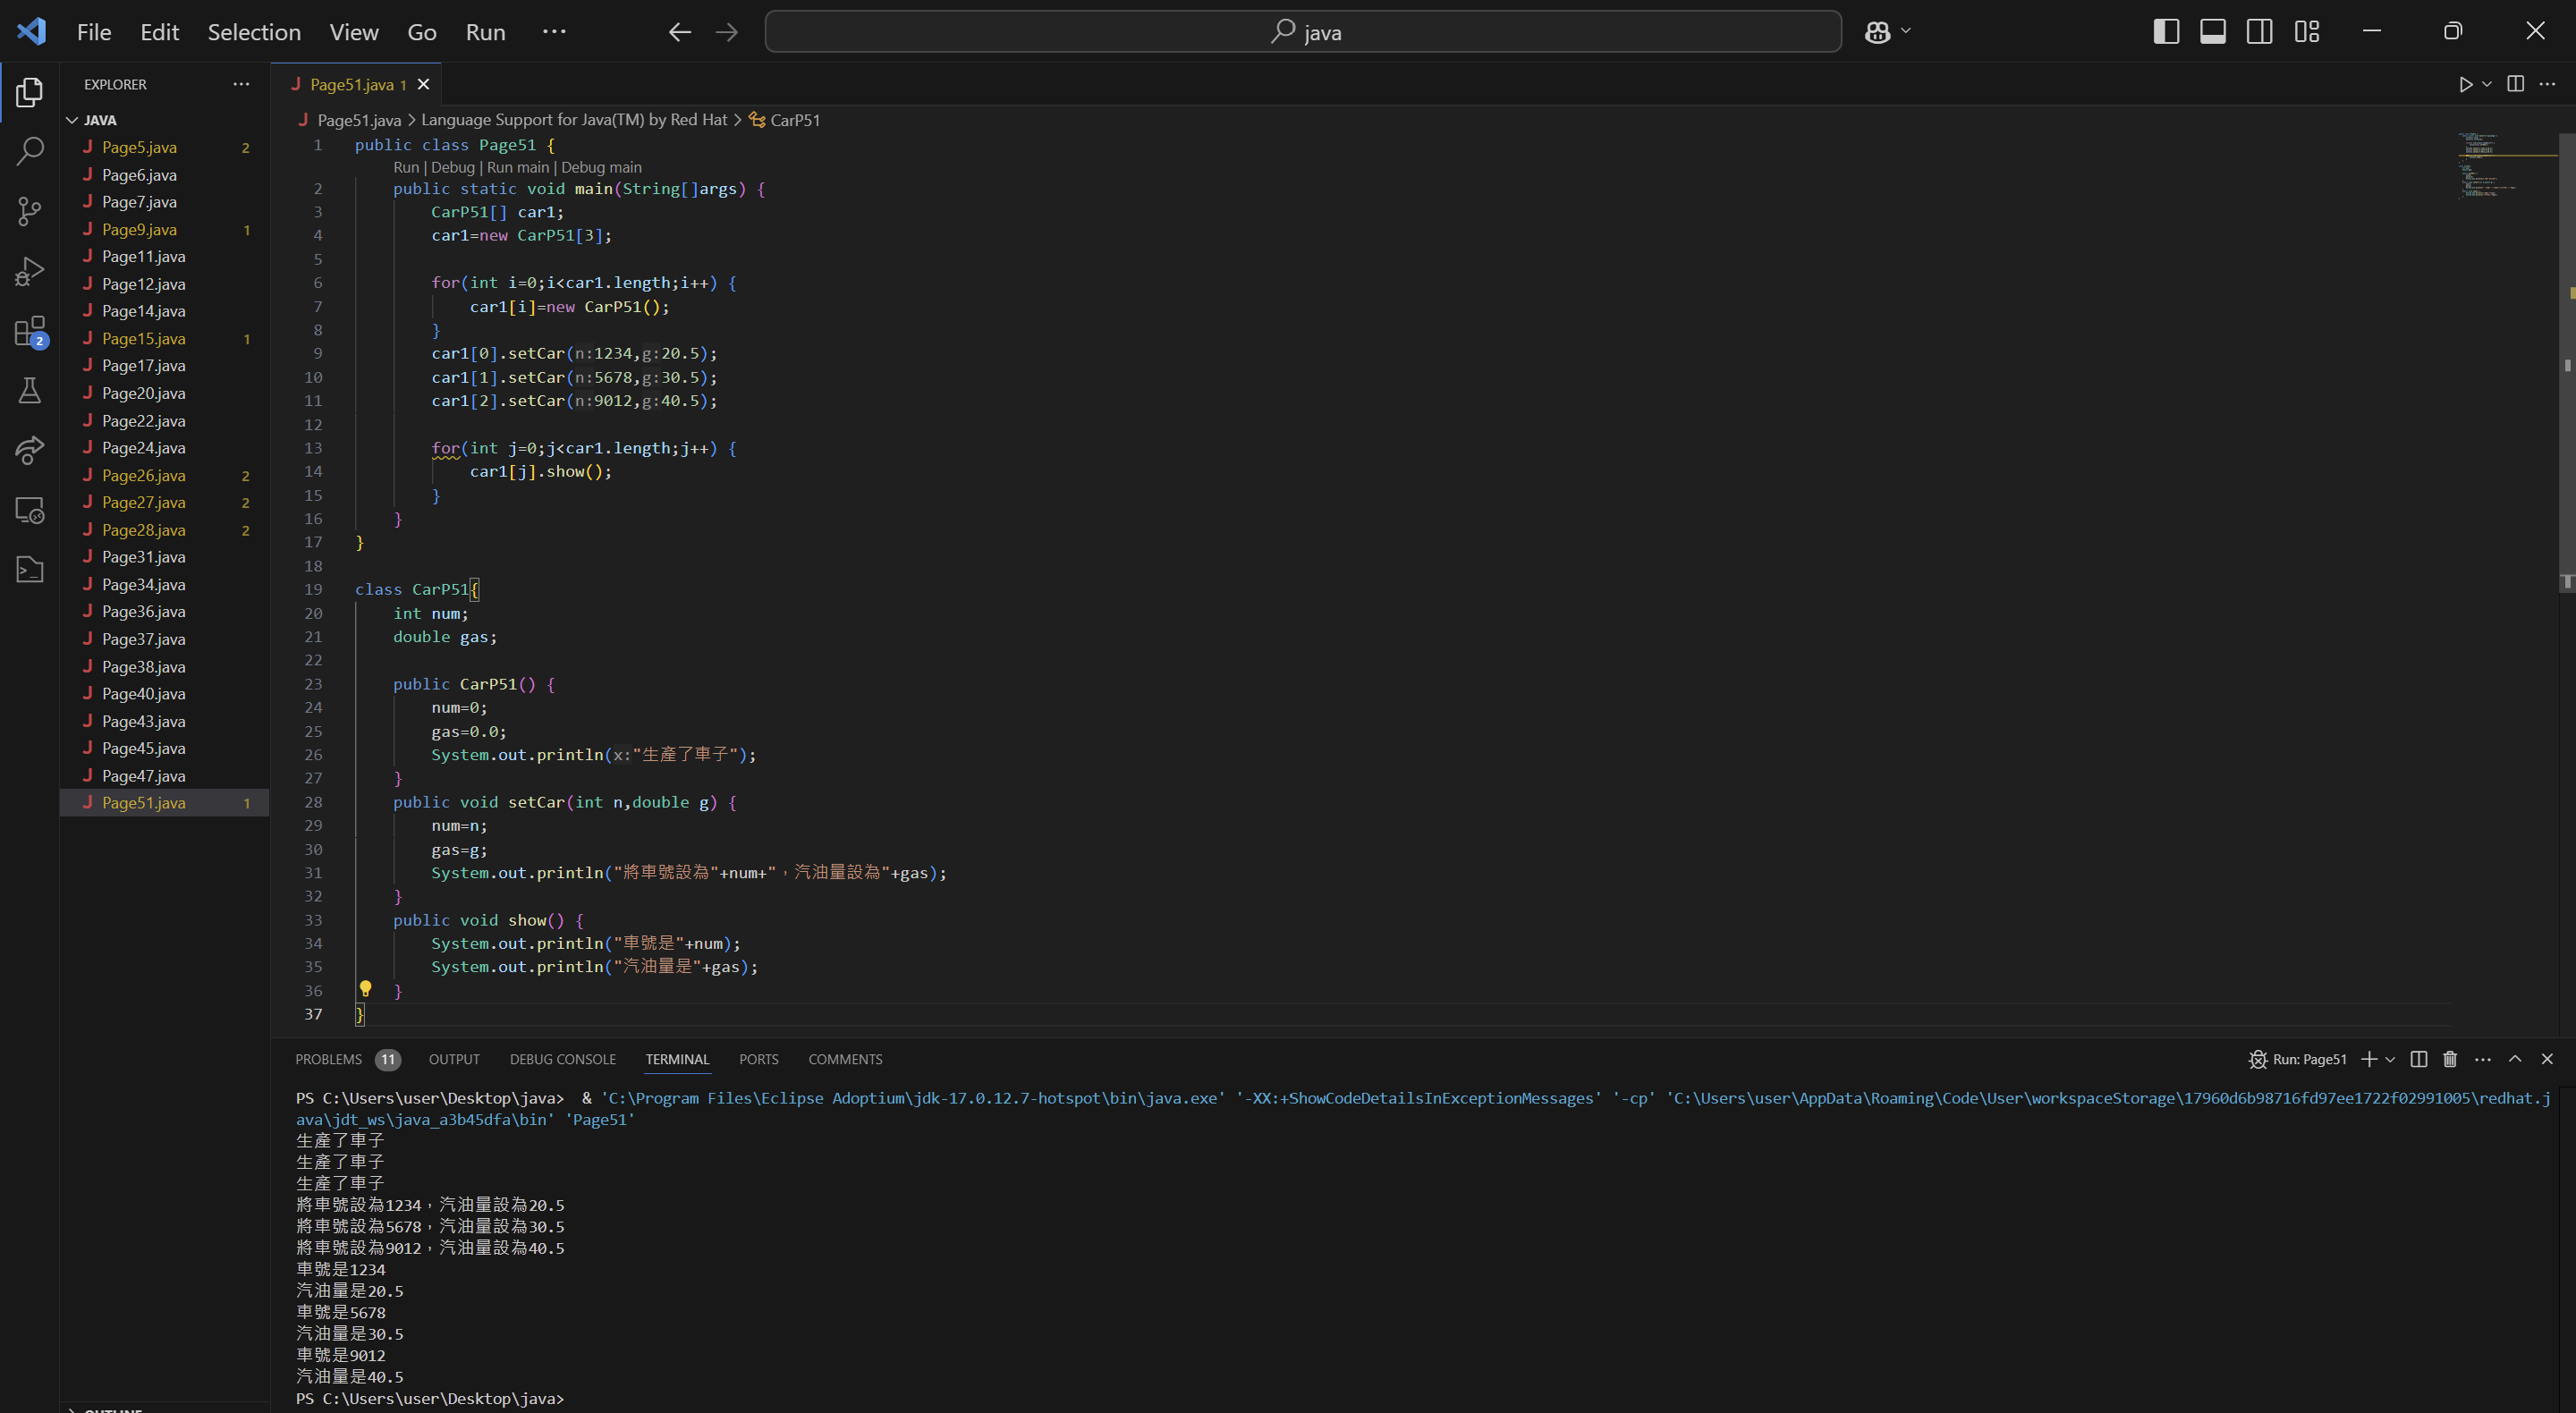 File Edit Selection View Go Run ···
java
EXPLORER ···
JAVA
J Page5.java 2
J Page6.java
J Page7.java
J Page9.java 1
J Page11.java
J Page12.java
J Page14.java
J Page15.java 1
J Page17.java
J Page20.java
J Page22.java
J Page24.java
J Page26.java 2
J Page27.java 2
J Page28.java 2
J Page31.java
J Page34.java
J Page36.java
J Page37.java
J Page38.java
J Page40.java
J Page43.java
J Page45.java
J Page47.java
J Page51.java 1
2
J Page51.java 1
J Page51.java > Language Support for Java(TM) by Red Hat > CarP51
1 public class Page51 {
Run | Debug | Run main | Debug main
2 public static void main(String[]args) {
3 CarP51[] car1;
4 car1=new CarP51[3];
5
6 for(int i=0;i<car1.length;i++) {
7 car1[i]=new CarP51();
8 }
9 car1[0].setCar(n:1234,g:20.5);
10 car1[1].setCar(n:5678,g:30.5);
11 car1[2].setCar(n:9012,g:40.5);
12
13 for(int j=0;j<car1.length;j++) {
14 car1[j].show();
15 }
16 }
17 }
18
19 class CarP51{
20 int num;
21 double gas;
22
23 public CarP51() {
24 num=0;
25 gas=0.0;
26 System.out.println(x:"生產了車子");
27 }
28 public void setCar(int n,double g) {
29 num=n;
30 gas=g;
31 System.out.println("將車號設為"+num+"，汽油量設為"+gas);
32 }
33 public void show() {
34 System.out.println("車號是"+num);
35 System.out.println("汽油量是"+gas);
36 }
37 }
PROBLEMS 11 OUTPUT DEBUG CONSOLE TERMINAL PORTS COMMENTS
Run: Page51
PS C:\Users\user\Desktop\java> & 'C:\Program Files\Eclipse Adoptium\jdk-17.0.12.7-hotspot\bin\java.exe' '-XX:+ShowCodeDetailsInExceptionMessages' '-cp' 'C:\Users\user\AppData\Roaming\Code\User\workspaceStorage\17960d6b98716fd97ee1722f02991005\redhat.j
ava\jdt_ws\java_a3b45dfa\bin' 'Page51'
生產了車子
生產了車子
生產了車子
將車號設為1234，汽油量設為20.5
將車號設為5678，汽油量設為30.5
將車號設為9012，汽油量設為40.5
車號是1234
汽油量是20.5
車號是5678
汽油量是30.5
車號是9012
汽油量是40.5
PS C:\Users\user\Desktop\java>
OUTLINE